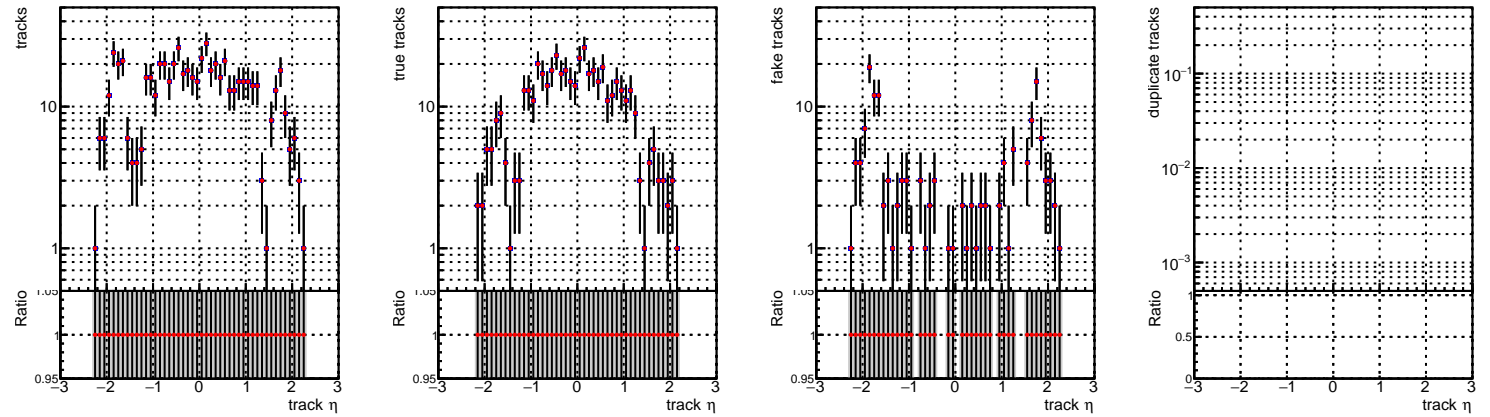 tracks
10
1
Ratio
1.05
1
0.95
−3 −2 −1 0 1 2 3
track η
true tracks
10
1
Ratio
1.05
1
0.95
−3 −2 −1 0 1 2 3
track η
fake tracks
10
1
Ratio
1.05
1
0.95
−3 −2 −1 0 1 2 3
track η
duplicate tracks
10−1
10−2
10−3
Ratio
1
0.5
0
−3 −2 −1 0 1 2 3
track η